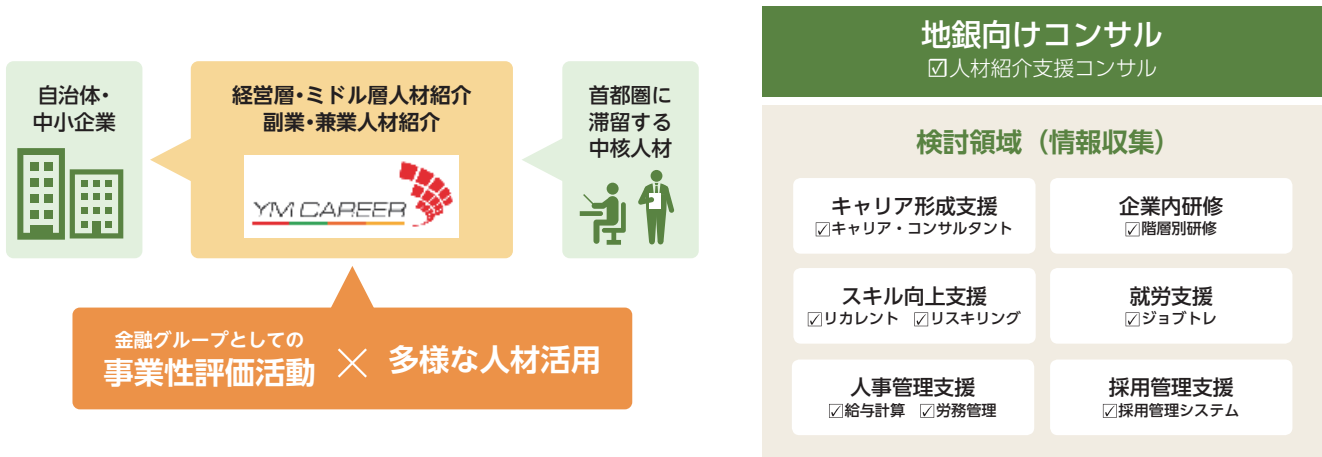 自治体・
中小企業
経営層・ミドル層人材紹介
副業・兼業人材紹介
YM CAREER
首都圏に
滞留する
中核人材
金融グループとしての
事業性評価活動 × 多様な人材活用
地銀向けコンサル
☑人材紹介支援コンサル
検討領域（情報収集）
キャリア形成支援
☑キャリア・コンサルタント
企業内研修
☑階層別研修
スキル向上支援
☑リカレント ☑リスキリング
就労支援
☑ジョブトレ
人事管理支援
☑給与計算 ☑労務管理
採用管理支援
☑採用管理システム